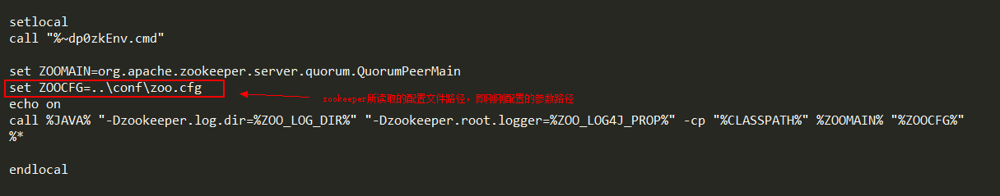 setlocal
call "%~dp0zkEnv.cmd"
set ZOOMAIN=org.apache.zookeeper.server.quorum.QuorumPeerMain
set ZOOCFG=..\conf\zoo.cfg
zookeeper所读取的配置文件路径，即刚刚配置的参数路径
echo on
call %JAVA% "-Dzookeeper.log.dir=%ZOO_LOG_DIR%" "-Dzookeeper.root.logger=%ZOO_LOG4J_PROP%" -cp "%CLASSPATH%" %ZOOMAIN% "%ZOOCFG%"
%*
endlocal